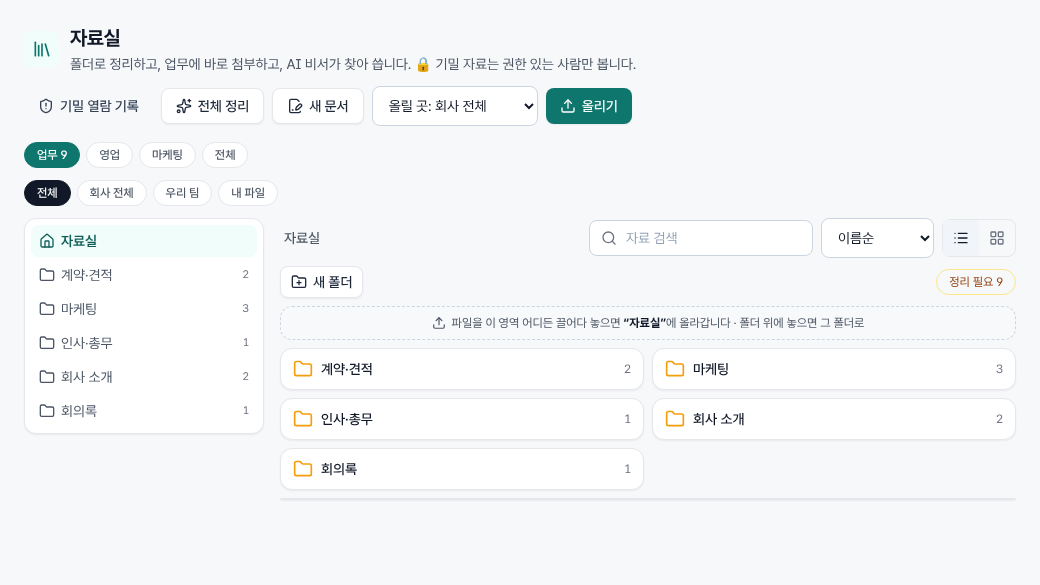 자료실
폴더로 정리하고, 업무에 바로 첨부하고, AI 비서가 찾아 씁니다. 🔒 기밀 자료는 권한 있는 사람만 봅니다.
기밀 열람 기록 전체 정리 새 문서 올릴 곳: 회사 전체 올리기
업무 9 영업 마케팅 전체
전체 회사 전체 우리 팀 내 파일
자료실
계약·견적 2
마케팅 3
인사·총무 1
회사 소개 2
회의록 1
자료실 자료 검색 이름순
새 폴더 정리 필요 9
파일을 이 영역 어디든 끌어다 놓으면 “자료실”에 올라갑니다 · 폴더 위에 놓으면 그 폴더로
계약·견적 2 마케팅 3
인사·총무 1 회사 소개 2
회의록 1